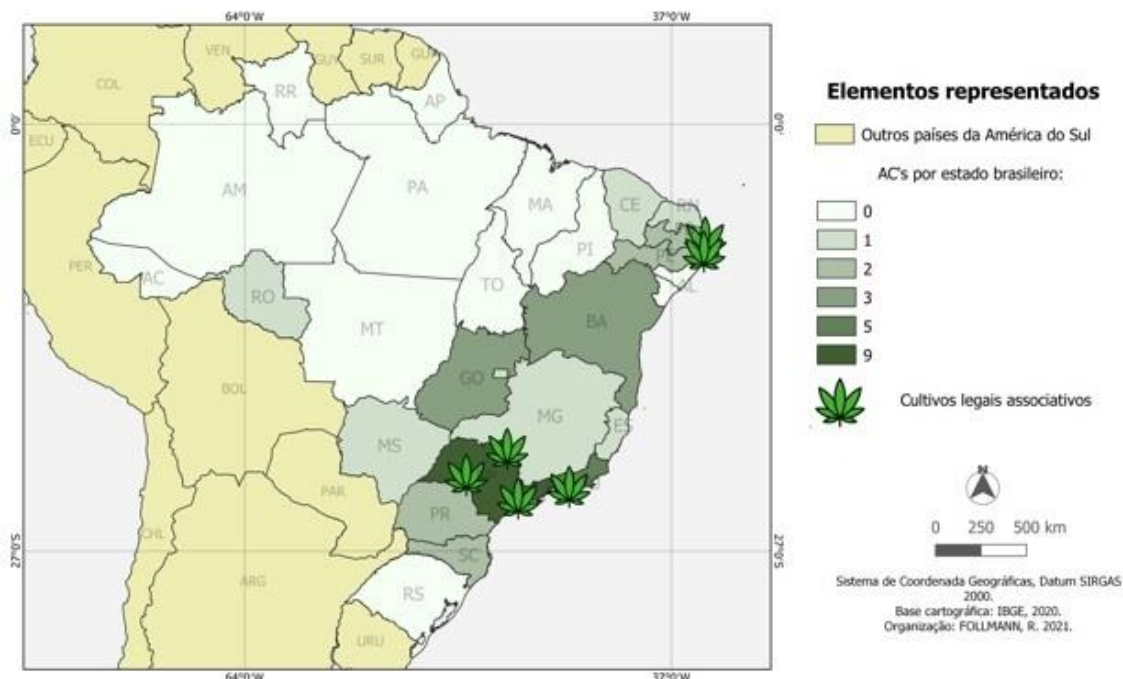 64°0'W 37°0'W
VEN
GUY
SUR
COL
RR
AP
0°0' 0°0'
ECU
AM
PA
MA
CE
RN
PI
PE
PER
AC
TO
AL
RO
MT
BA
BOL
GO
MG
ES
MS
PAR
PR
CHL
SC
27°S 27°S
ARG
RS
URU
64°0'W 37°0'W
Elementos representados
Outros países da América do Sul
AC's por estado brasileiro:
0
1
2
3
5
9
Cultivos legais associativos
N
0 250 500 km
Sistema de Coordenada Geográficas, Datum SIRGAS
2000.
Base cartográfica: IBGE, 2020.
Organização: FOLLMANN, R. 2021.